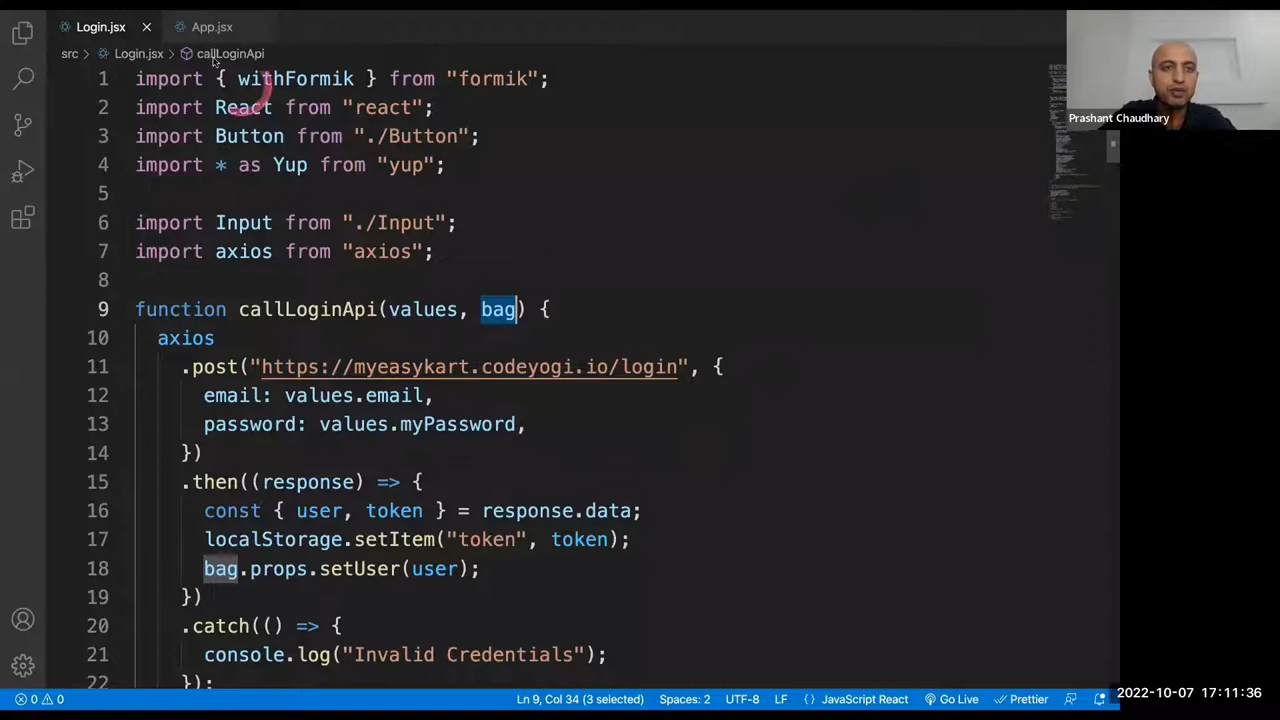 Login.jsx
App.jsx
src > Login.jsx > callLoginApi
Prashant Chaudhary
1 import { withFormik } from "formik";
2 import React from "react";
3 import Button from "./Button";
4 import * as Yup from "yup";
5
6 import Input from "./Input";
7 import axios from "axios";
8
9 function callLoginApi(values, bag) {
10 axios
11 .post("https://myeasykart.codeyogi.io/login", {
12 email: values.email,
13 password: values.myPassword,
14 })
15 .then((response) => {
16 const { user, token } = response.data;
17 localStorage.setItem("token", token);
18 bag.props.setUser(user);
19 })
20 .catch(() => {
21 console.log("Invalid Credentials");
22 });
0 0 Ln 9, Col 34 (3 selected) Spaces: 2 UTF-8 LF {} JavaScript React Go Live Prettier
2022-10-07 17:11:36